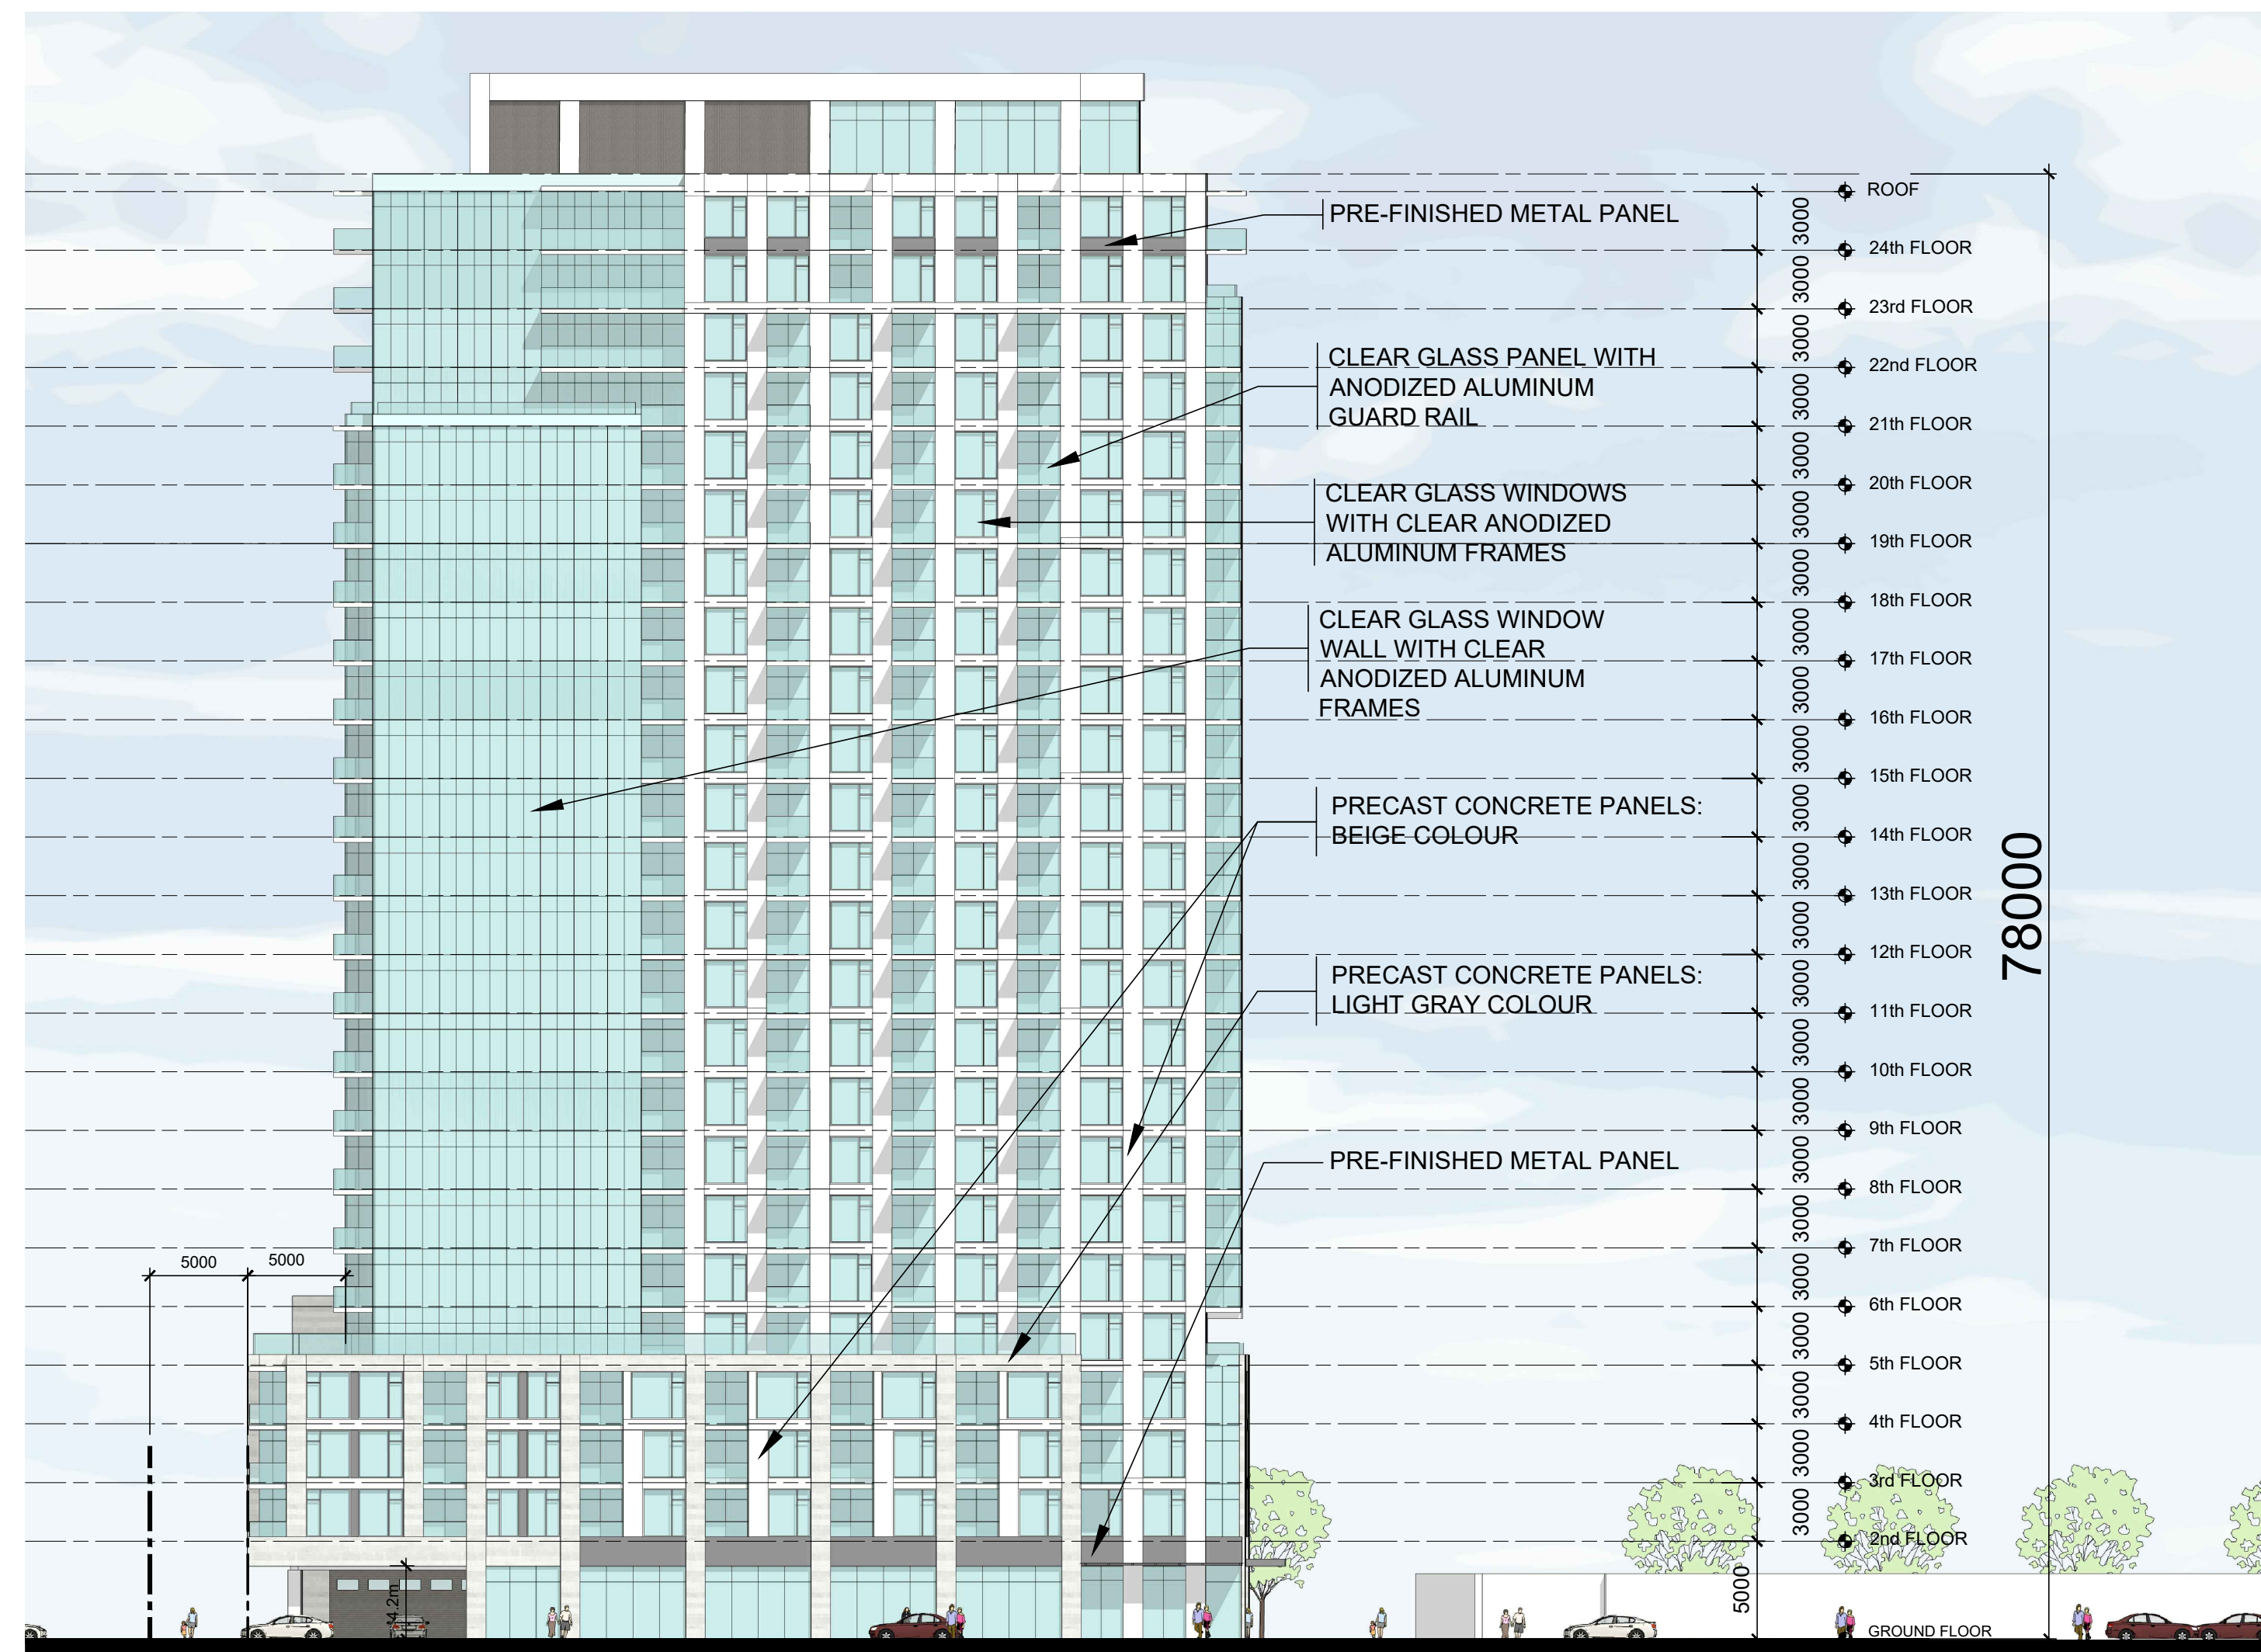 ROOF
3000
PRE-FINISHED METAL PANEL
24th FLOOR
3000
23rd FLOOR
3000
CLEAR GLASS PANEL WITH
ANODIZED ALUMINUM
GUARD RAIL
22nd FLOOR
3000
21th FLOOR
3000
20th FLOOR
CLEAR GLASS WINDOWS
WITH CLEAR ANODIZED
ALUMINUM FRAMES
3000
19th FLOOR
3000
18th FLOOR
CLEAR GLASS WINDOW
WALL WITH CLEAR
ANODIZED ALUMINUM
FRAMES
3000
17th FLOOR
3000
16th FLOOR
3000
15th FLOOR
3000
PRECAST CONCRETE PANELS:
BEIGE COLOUR
14th FLOOR
3000
78000
13th FLOOR
3000
12th FLOOR
3000
PRECAST CONCRETE PANELS:
LIGHT GRAY COLOUR
11th FLOOR
3000
10th FLOOR
3000
9th FLOOR
3000
PRE-FINISHED METAL PANEL
8th FLOOR
3000
7th FLOOR
5000 5000
3000
6th FLOOR
3000
5th FLOOR
3000
4th FLOOR
3000
3rd FLOOR
3000
2nd FLOOR
5000
4.2m
GROUND FLOOR